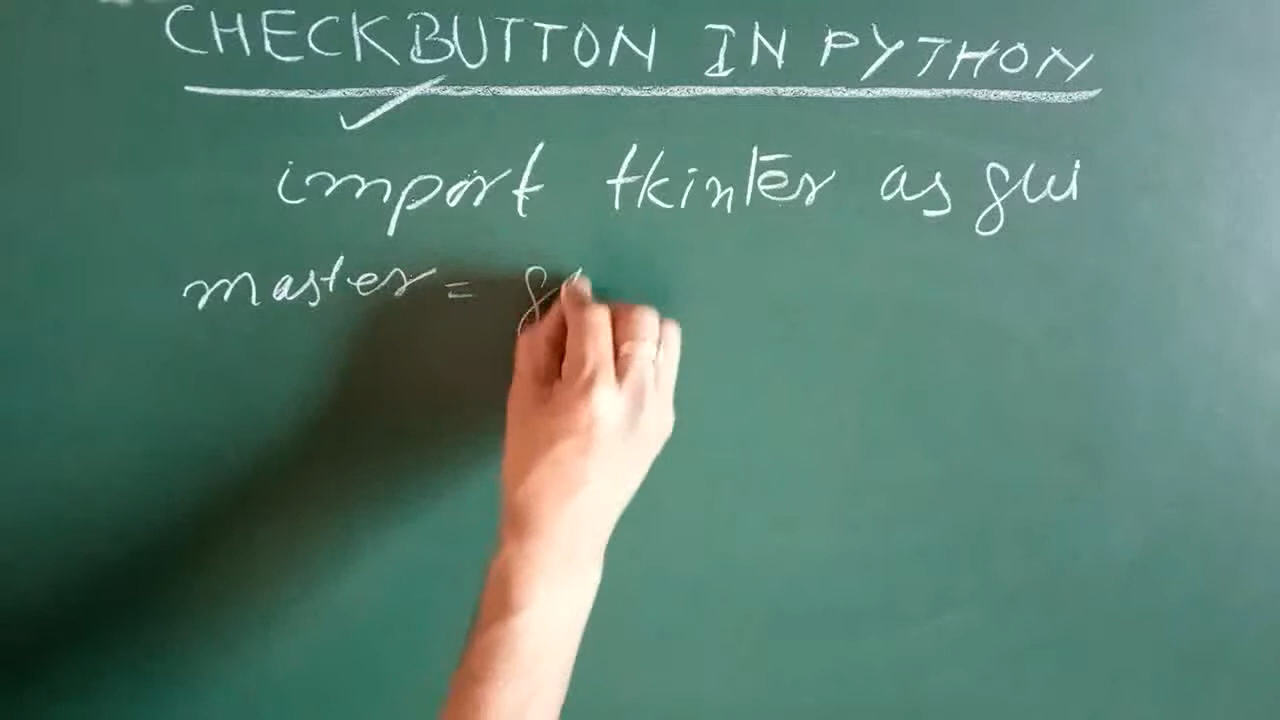 CHECKBUTTON IN PYTHON
import tkinter as gui
master = g